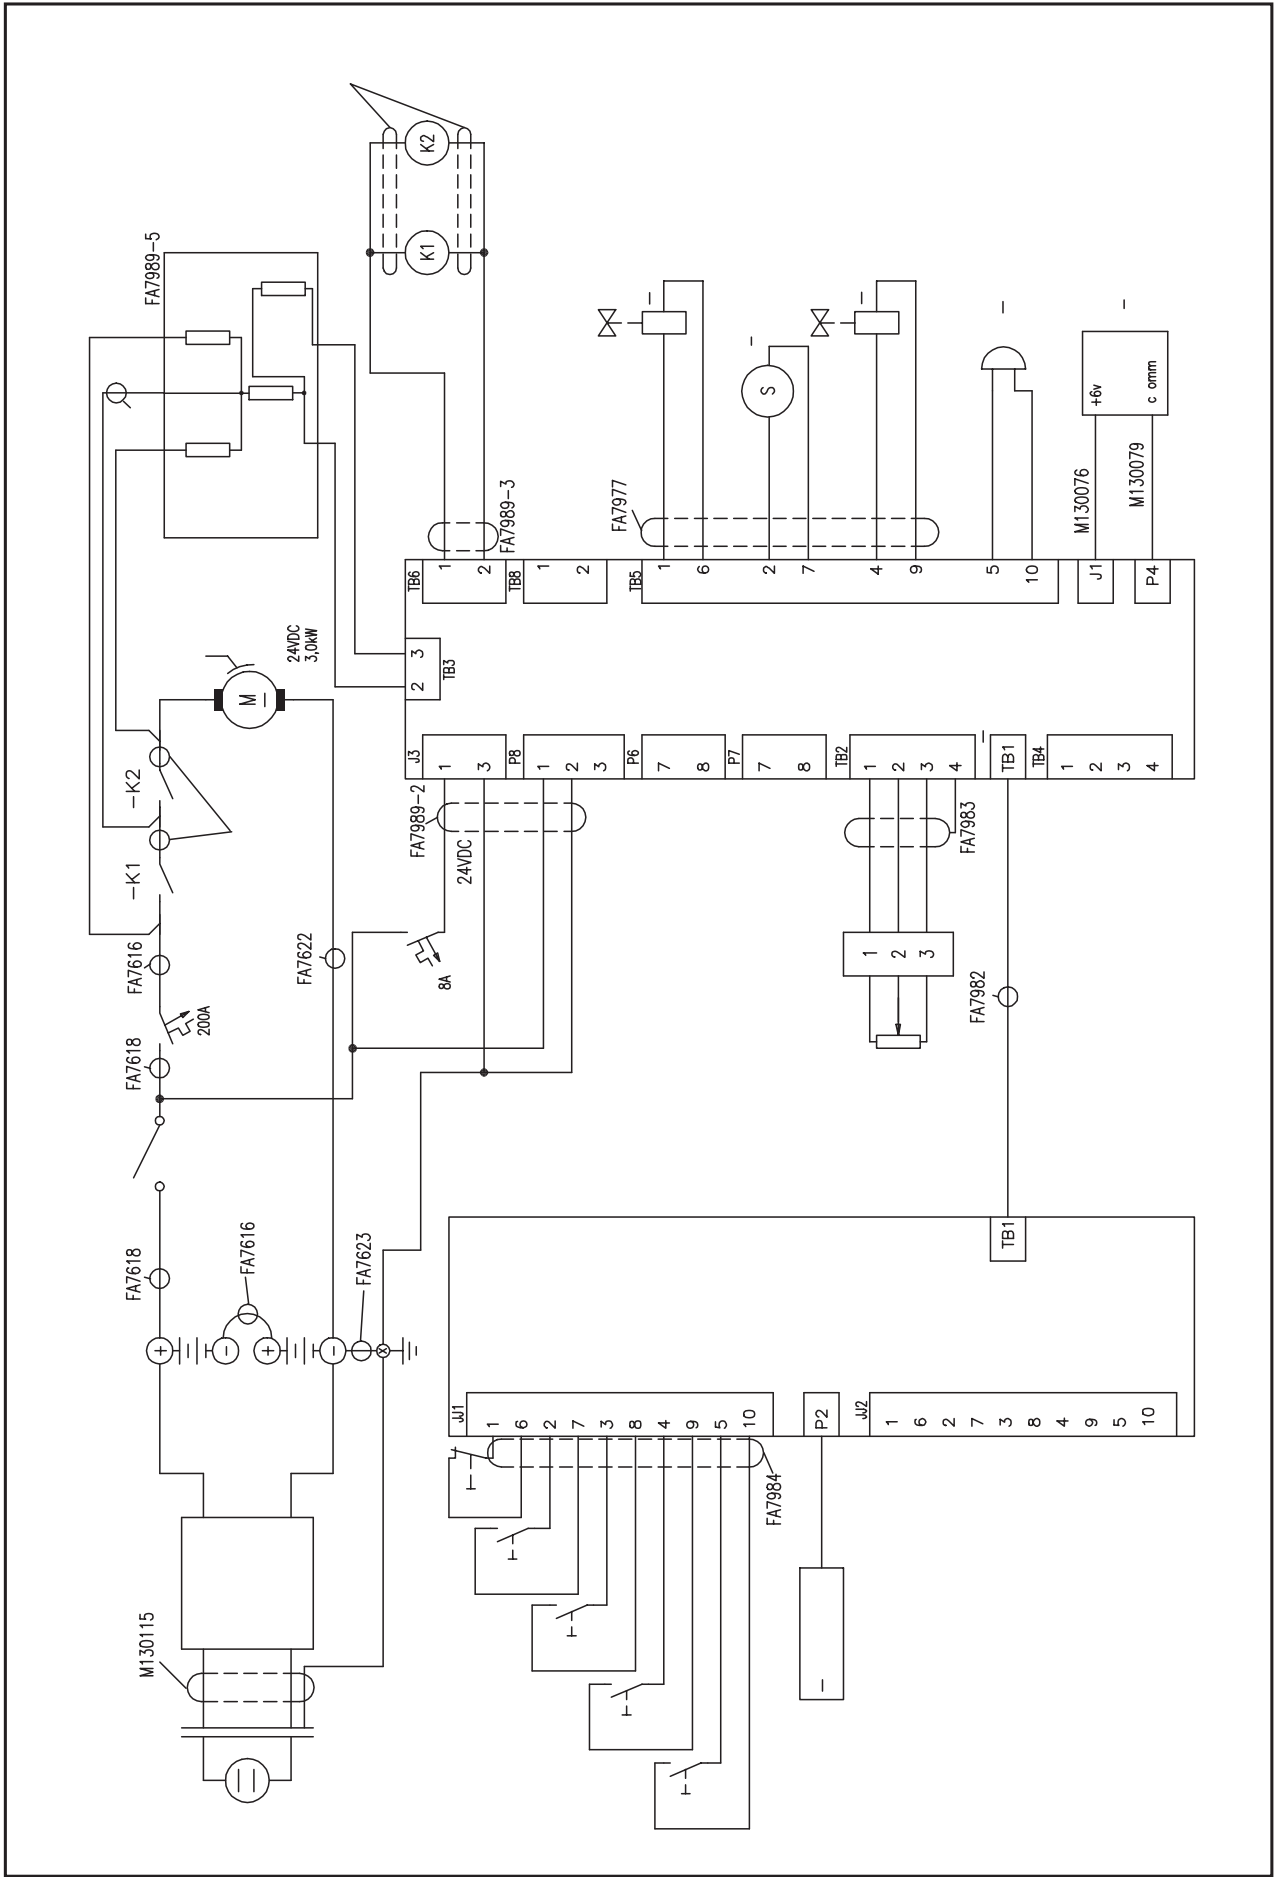 FA7989-5
K2
K1
FA7989-3
FA7977
S
+6v
c omm
M130076
M130079
TB6
1
2
TB8
1
2
TB5
1
6
2
7
4
9
5
10
J1
P4
24VDC
3,0kW
M
3
2
TB3
-K2
-K1
J3
1
3
P8
1
2
3
P6
7
8
P7
7
8
TB2
1
2
3
4
TB1
TB4
1
2
3
4
FA7989-2
24VDC
FA7983
FA7616
FA7622
200A
8A
1
2
3
FA7982
FA7618
FA7618
FA7616
FA7623
+
-
+
-
x
TB1
JJ1
1
6
2
7
3
8
4
9
5
10
P2
JJ2
1
6
2
7
3
8
4
9
5
10
FA7984
M130115